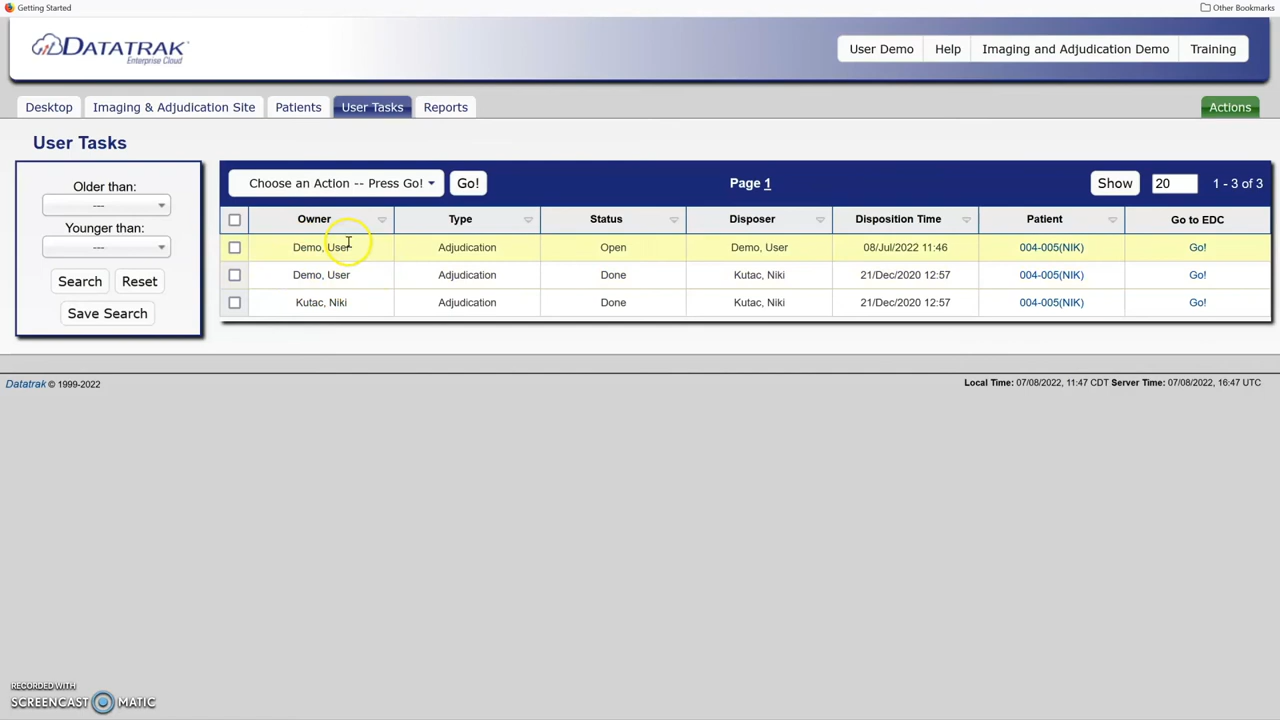 Getting Started
Other Bookmarks
DATATRAK
Enterprise Cloud
User Demo
Help
Imaging and Adjudication Demo
Training
Desktop
Imaging & Adjudication Site
Patients
User Tasks
Reports
Actions
User Tasks
Older than:
---
Younger than:
---
Search
Reset
Save Search
Choose an Action -- Press Go!
Go!
Page 1
Show
20
1 - 3 of 3
Owner Type Status Disposer Disposition Time Patient Go to EDC
Demo, User Adjudication Open Demo, User 08/Jul/2022 11:46 004-005(NIK) Go!
Demo, User Adjudication Done Kutac, Niki 21/Dec/2020 12:57 004-005(NIK) Go!
Kutac, Niki Adjudication Done Kutac, Niki 21/Dec/2020 12:57 004-005(NIK) Go!
Datatrak © 1999-2022
Local Time: 07/08/2022, 11:47 CDT Server Time: 07/08/2022, 16:47 UTC
RECORDED WITH
SCREENCAST MATIC